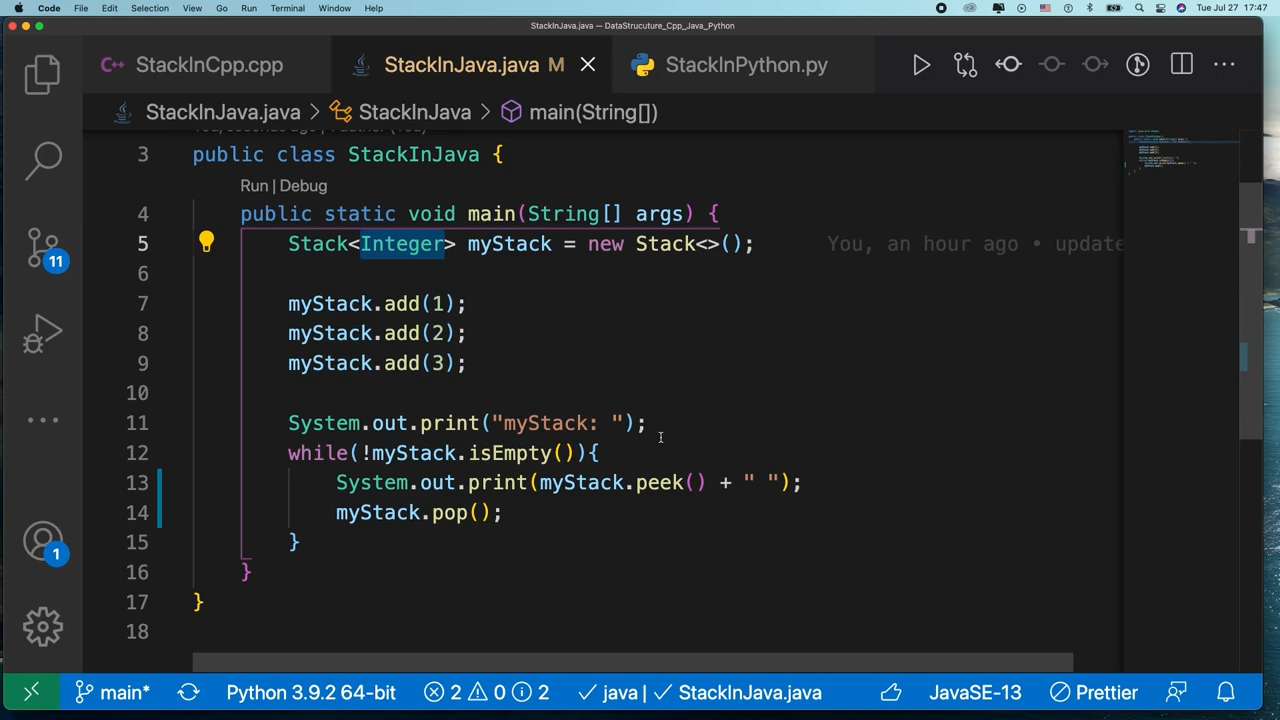 Code File Edit Selection View Go Run Terminal Window Help Tue Jul 27 17:47
StackInJava.java — DataStrucuture_Cpp_Java_Python
StackInCpp.cpp StackInJava.java M StackInPython.py
StackInJava.java > StackInJava > main(String[])
3 public class StackInJava {
Run | Debug
4 public static void main(String[] args) {
5 Stack<Integer> myStack = new Stack<>(); You, an hour ago • update
6
7 myStack.add(1);
8 myStack.add(2);
9 myStack.add(3);
10
11 System.out.print("myStack: ");
12 while(!myStack.isEmpty()){
13 System.out.print(myStack.peek() + " ");
14 myStack.pop();
15 }
16 }
17 }
18
11
1
main* Python 3.9.2 64-bit 2 0 2 java | StackInJava.java JavaSE-13 Prettier